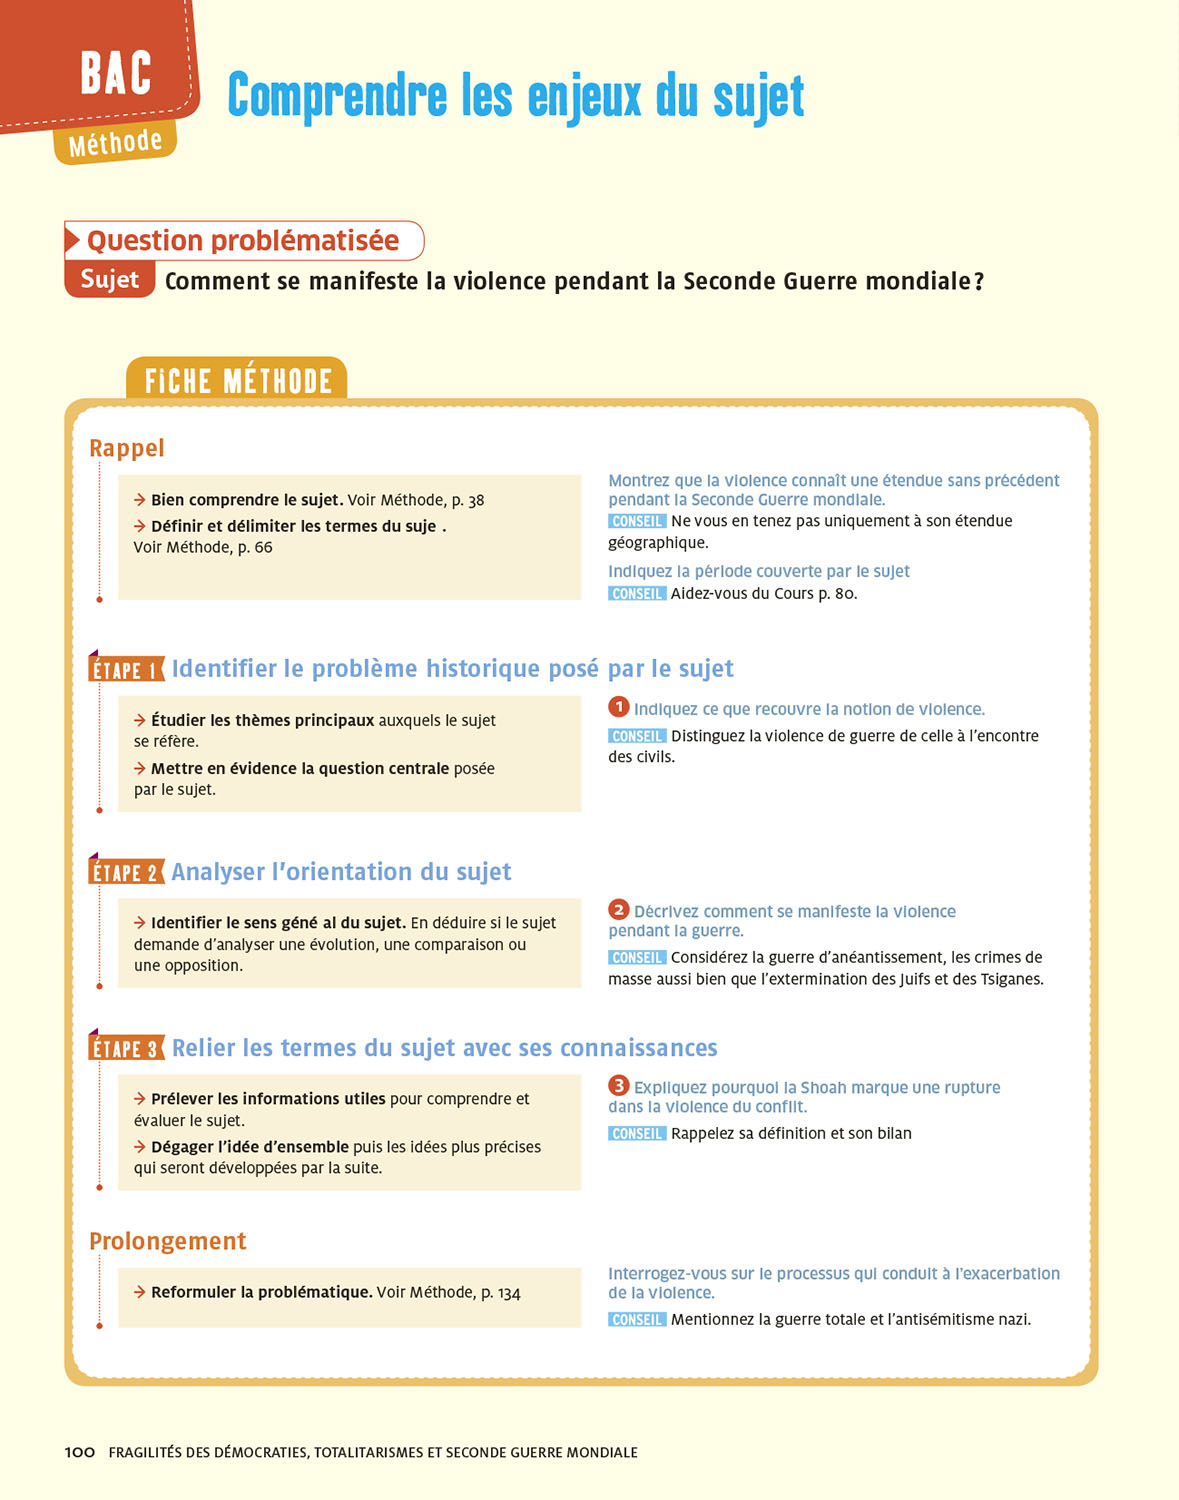 BAC
Méthode
Comprendre les enjeux du sujet
Question problématisée
Sujet Comment se manifeste la violence pendant la Seconde Guerre mondiale ?
FICHE MÉTHODE
Rappel
→ Bien comprendre le sujet. Voir Méthode, p. 38
→ Définir et délimiter les termes du suje .
Voir Méthode, p. 66
Montrez que la violence connaît une étendue sans précédent
pendant la Seconde Guerre mondiale.
CONSEIL Ne vous en tenez pas uniquement à son étendue
géographique.
Indiquez la période couverte par le sujet
CONSEIL Aidez-vous du Cours p. 80.
ÉTAPE 1 Identifier le problème historique posé par le sujet
→ Étudier les thèmes principaux auxquels le sujet
se réfère.
→ Mettre en évidence la question centrale posée
par le sujet.
1 Indiquez ce que recouvre la notion de violence.
CONSEIL Distinguez la violence de guerre de celle à l'encontre
des civils.
ÉTAPE 2 Analyser l'orientation du sujet
→ Identifier le sens géné al du sujet. En déduire si le sujet
demande d'analyser une évolution, une comparaison ou
une opposition.
2 Décrivez comment se manifeste la violence
pendant la guerre.
CONSEIL Considérez la guerre d'anéantissement, les crimes de
masse aussi bien que l'extermination des Juifs et des Tsiganes.
ÉTAPE 3 Relier les termes du sujet avec ses connaissances
→ Prélever les informations utiles pour comprendre et
évaluer le sujet.
→ Dégager l'idée d'ensemble puis les idées plus précises
qui seront développées par la suite.
3 Expliquez pourquoi la Shoah marque une rupture
dans la violence du conflit.
CONSEIL Rappelez sa définition et son bilan
Prolongement
→ Reformuler la problématique. Voir Méthode, p. 134
Interrogez-vous sur le processus qui conduit à l'exacerbation
de la violence.
CONSEIL Mentionnez la guerre totale et l'antisémitisme nazi.
100 FRAGILITÉS DES DÉMOCRATIES, TOTALITARISMES ET SECONDE GUERRE MONDIALE